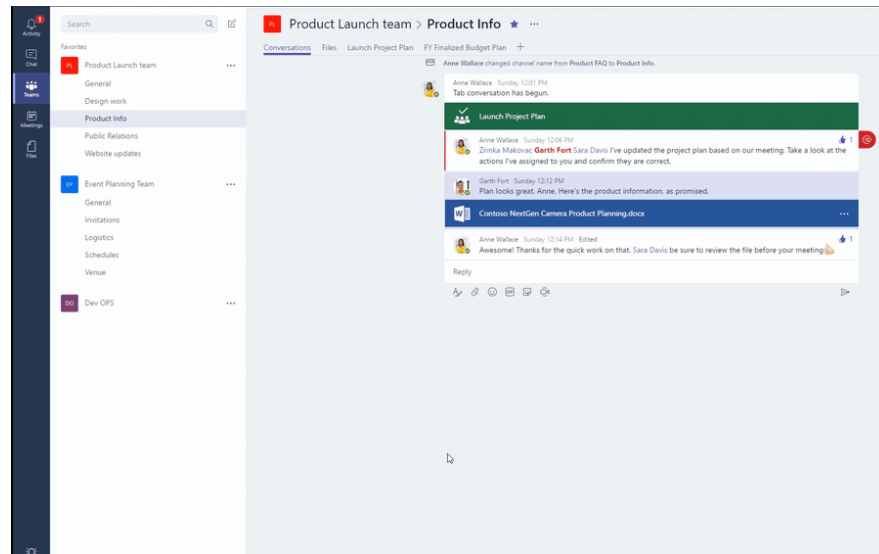 Activity
1
Chat
Teams
Meetings
Files
Search
Favorites
PL Product Launch team ...
General
Design work
Product Info
Public Relations
Website updates
EP Event Planning Team ...
General
Invitations
Logistics
Schedules
Venue
DO Dev OPS ...
PL Product Launch team > Product Info ...
Conversations Files Launch Project Plan FY Finalized Budget Plan +
Anne Wallace changed channel name from Product FAQ to Product Info.
Anne Wallace Sunday 12:01 PM
Tab conversation has begun.
Launch Project Plan
Anne Wallace Sunday 12:06 PM 1
Zrinka Makovac Garth Fort Sara Davis I've updated the project plan based on our meeting. Take a look at the
actions I've assigned to you and confirm they are correct.
Garth Fort Sunday 12:12 PM
Plan looks great, Anne. Here's the product information, as promised.
Contoso NextGen Camera Product Planning.docx ...
Anne Wallace Sunday 12:14 PM Edited 1
Awesome! Thanks for the quick work on that. Sara Davis be sure to review the file before your meeting
Reply